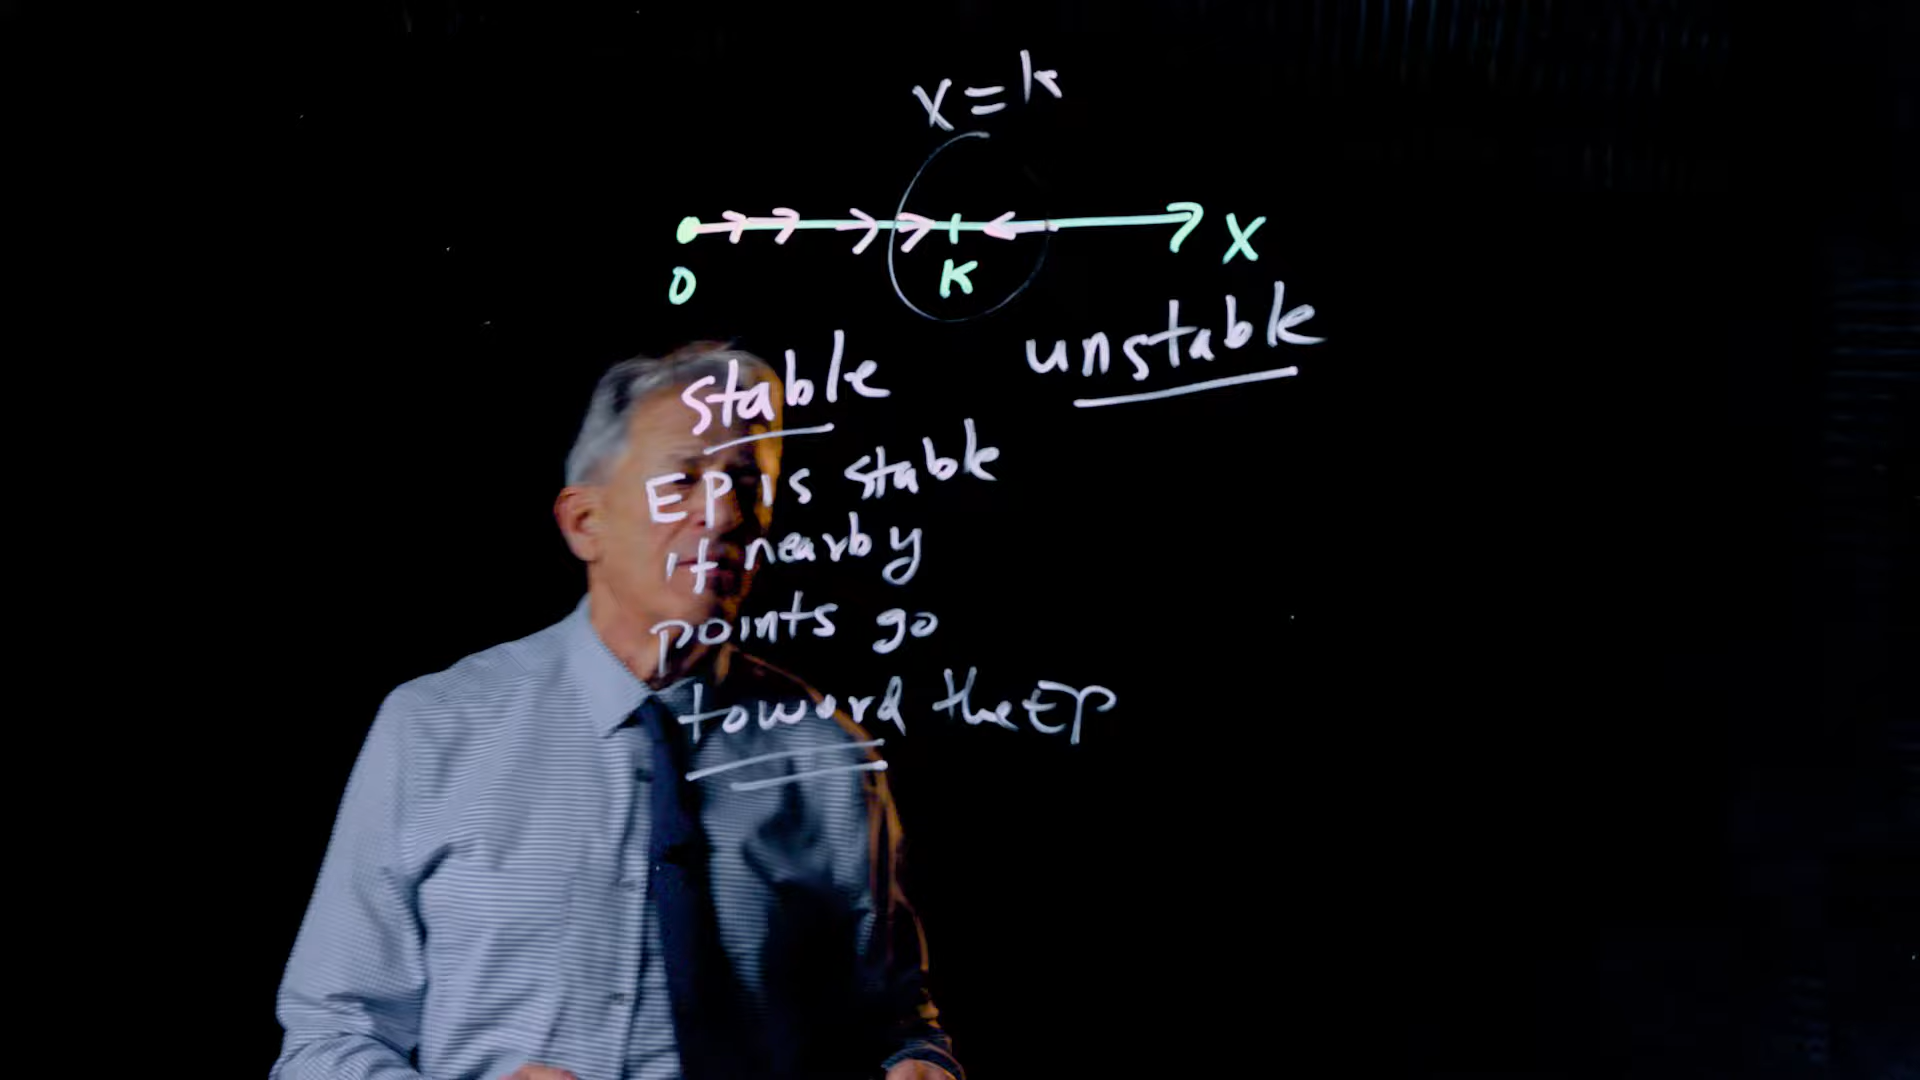 X = k
0 K X
stable
unstable
EP is stable
if nearby
points go
toward the EP